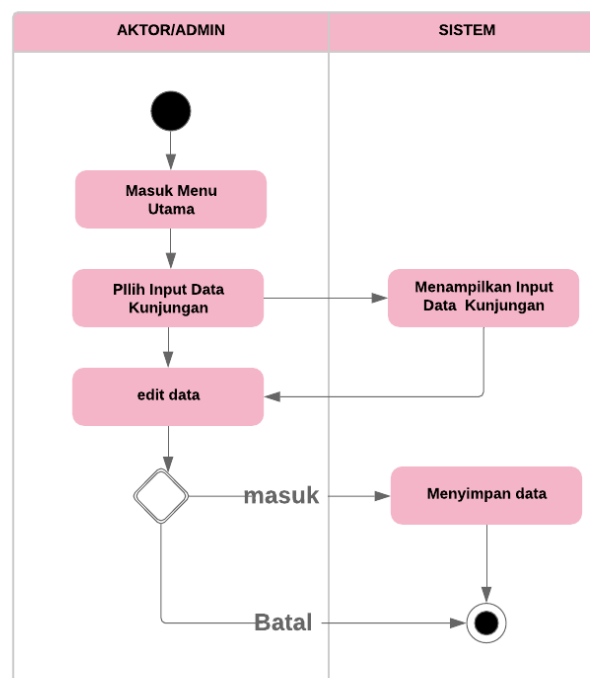 AKTOR/ADMIN
SISTEM
Masuk Menu
Utama
PIlih Input Data
Kunjungan
Menampilkan Input
Data Kunjungan
edit data
masuk
Menyimpan data
Batal